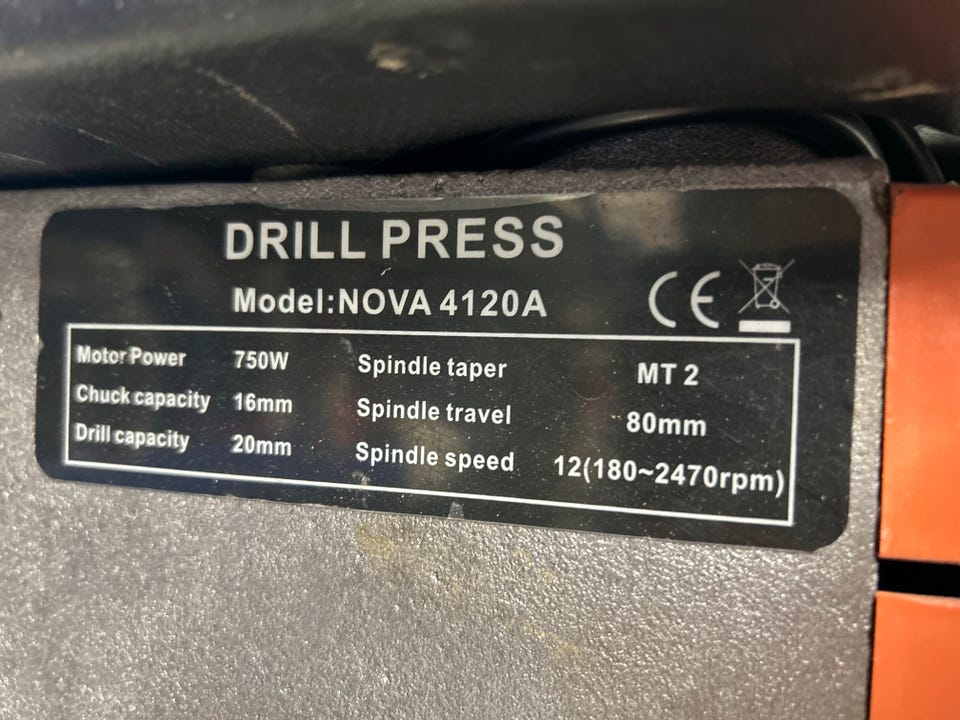 DRILL PRESS
Model:NOVA 4120A
CE
Motor Power 750W Spindle taper MT 2
Chuck capacity 16mm Spindle travel 80mm
Drill capacity 20mm Spindle speed 12(180~2470rpm)